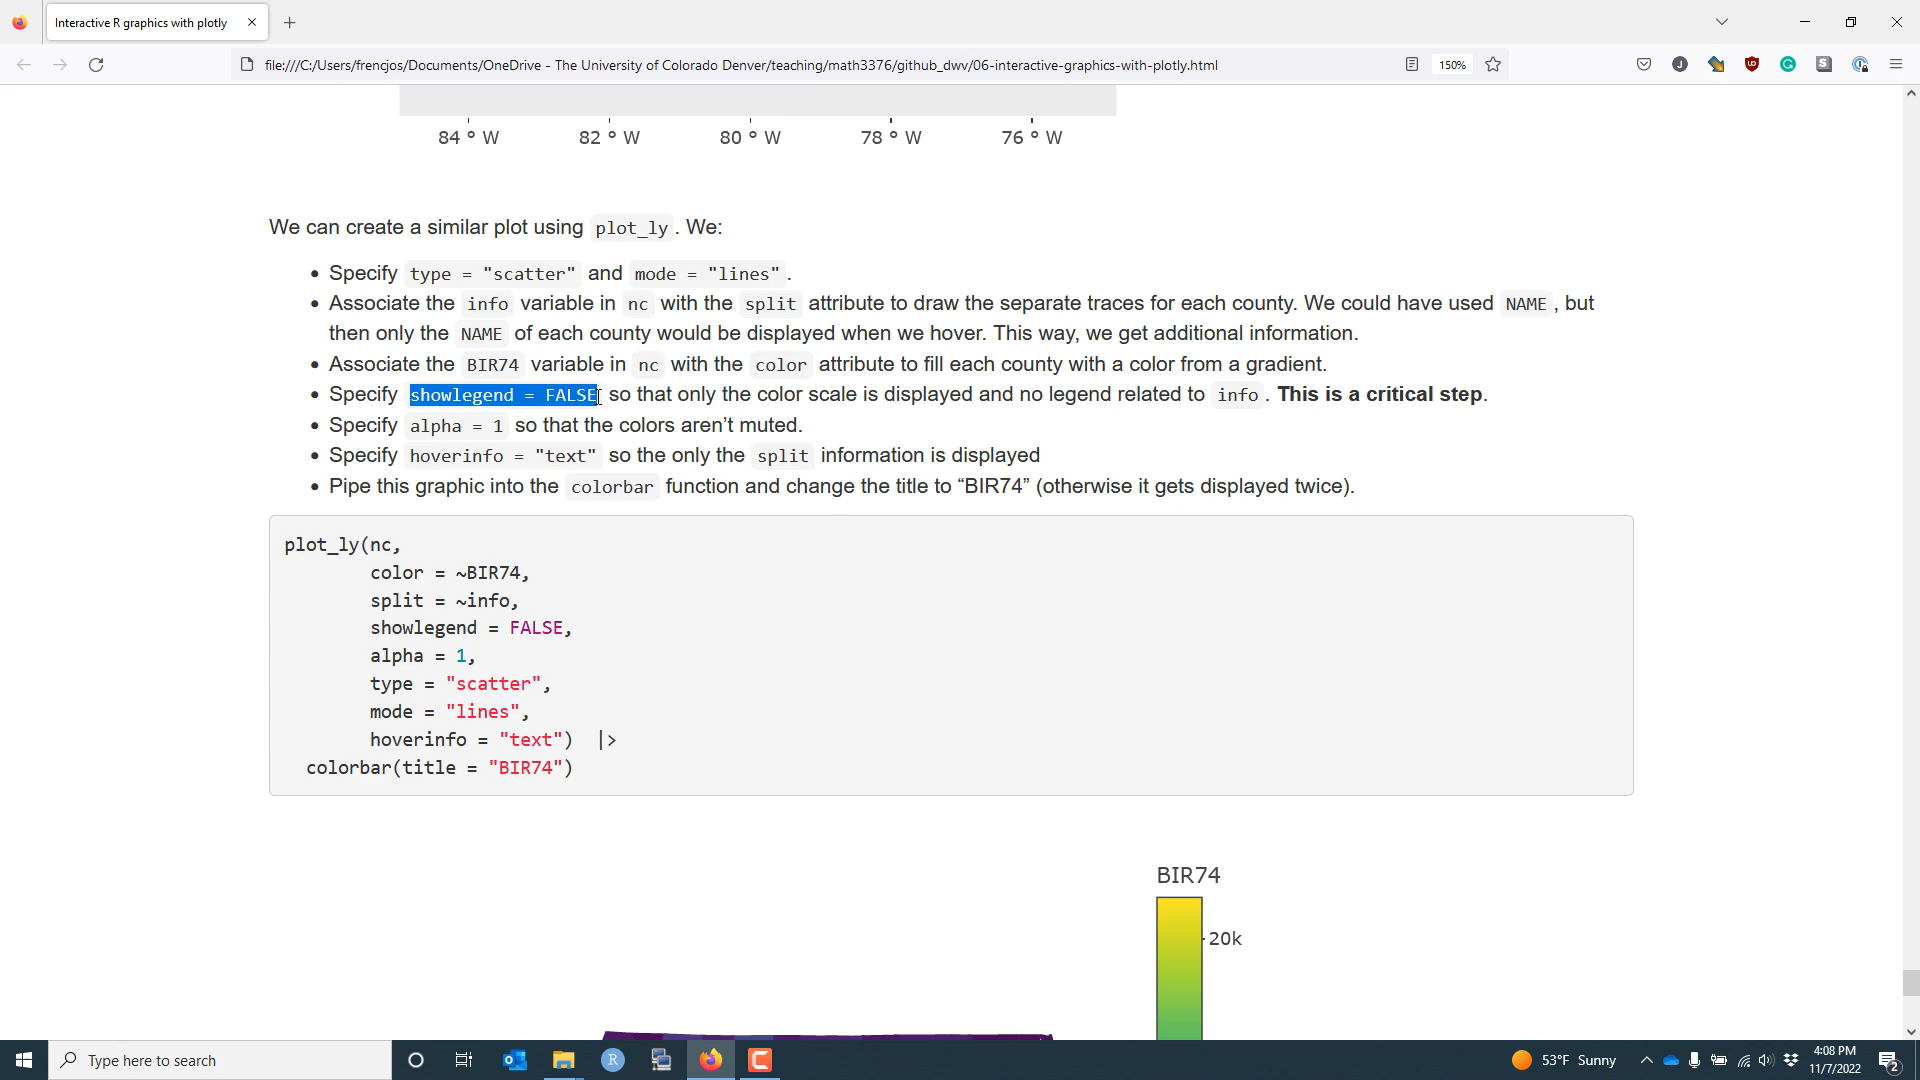 Interactive R graphics with plotly
file:///C:/Users/frencjos/Documents/OneDrive - The University of Colorado Denver/teaching/math3376/github_dwv/06-interactive-graphics-with-plotly.html
150%
84 ° W 82 ° W 80 ° W 78 ° W 76 ° W
We can create a similar plot using plot_ly . We:
• Specify type = "scatter" and mode = "lines" .
• Associate the info variable in nc with the split attribute to draw the separate traces for each county. We could have used NAME , but
then only the NAME of each county would be displayed when we hover. This way, we get additional information.
• Associate the BIR74 variable in nc with the color attribute to fill each county with a color from a gradient.
• Specify showlegend = FALSE so that only the color scale is displayed and no legend related to info . This is a critical step.
• Specify alpha = 1 so that the colors aren’t muted.
• Specify hoverinfo = "text" so the only the split information is displayed
• Pipe this graphic into the colorbar function and change the title to “BIR74” (otherwise it gets displayed twice).
plot_ly(nc,
color = ~BIR74,
split = ~info,
showlegend = FALSE,
alpha = 1,
type = "scatter",
mode = "lines",
hoverinfo = "text") |>
colorbar(title = "BIR74")
BIR74
20k
Type here to search
53°F Sunny
4:08 PM
11/7/2022
2